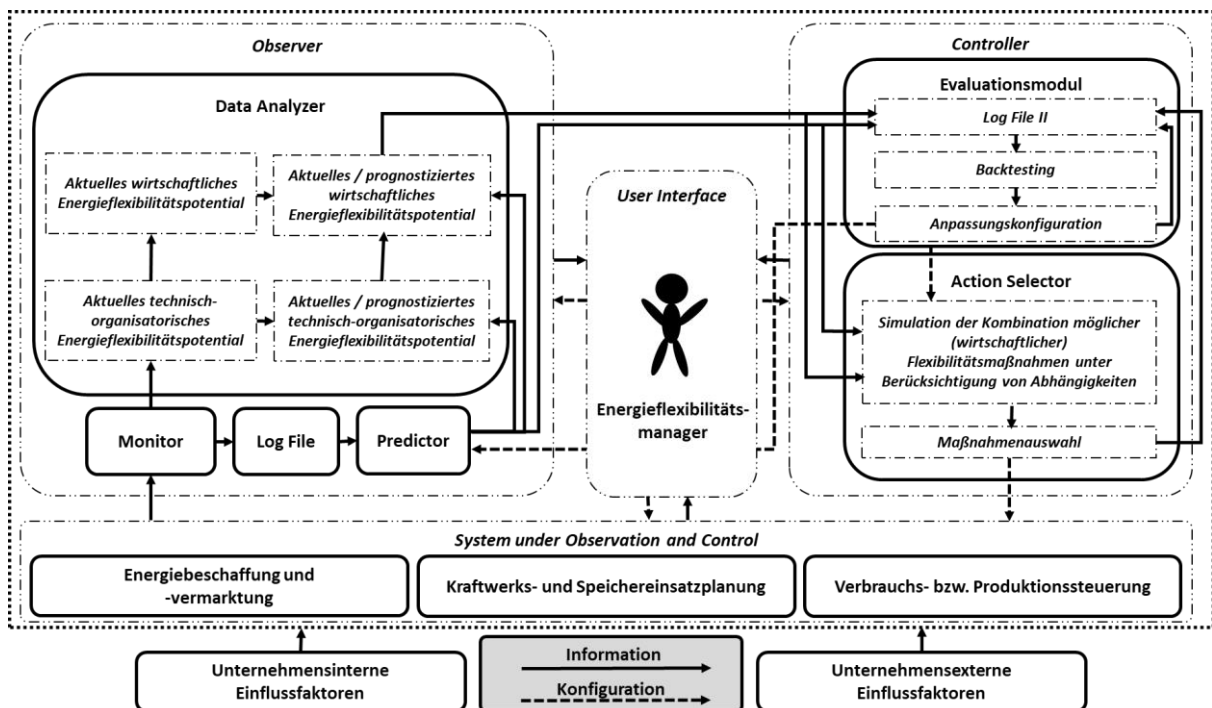 Observer
Data Analyzer
Aktuelles wirtschaftliches
Energieflexibilitätspotential
Aktuelles / prognostiziertes
wirtschaftliches
Energieflexibilitätspotential
Aktuelles technisch-
organisatorisches
Energieflexibilitätspotential
Aktuelles / prognostiziertes
technisch-organisatorisches
Energieflexibilitätspotential
Monitor
Log File
Predictor
User Interface
Energieflexibilitäts-
manager
Controller
Evaluationsmodul
Log File II
Backtesting
Anpassungskonfiguration
Action Selector
Simulation der Kombination möglicher
(wirtschaftlicher)
Flexibilitätsmaßnahmen unter
Berücksichtigung von Abhängigkeiten
Maßnahmenauswahl
System under Observation and Control
Energiebeschaffung und
-vermarktung
Kraftwerks- und Speichereinsatzplanung
Verbrauchs- bzw. Produktionssteuerung
Unternehmensinterne
Einflussfaktoren
Information
Konfiguration
Unternehmensexterne
Einflussfaktoren